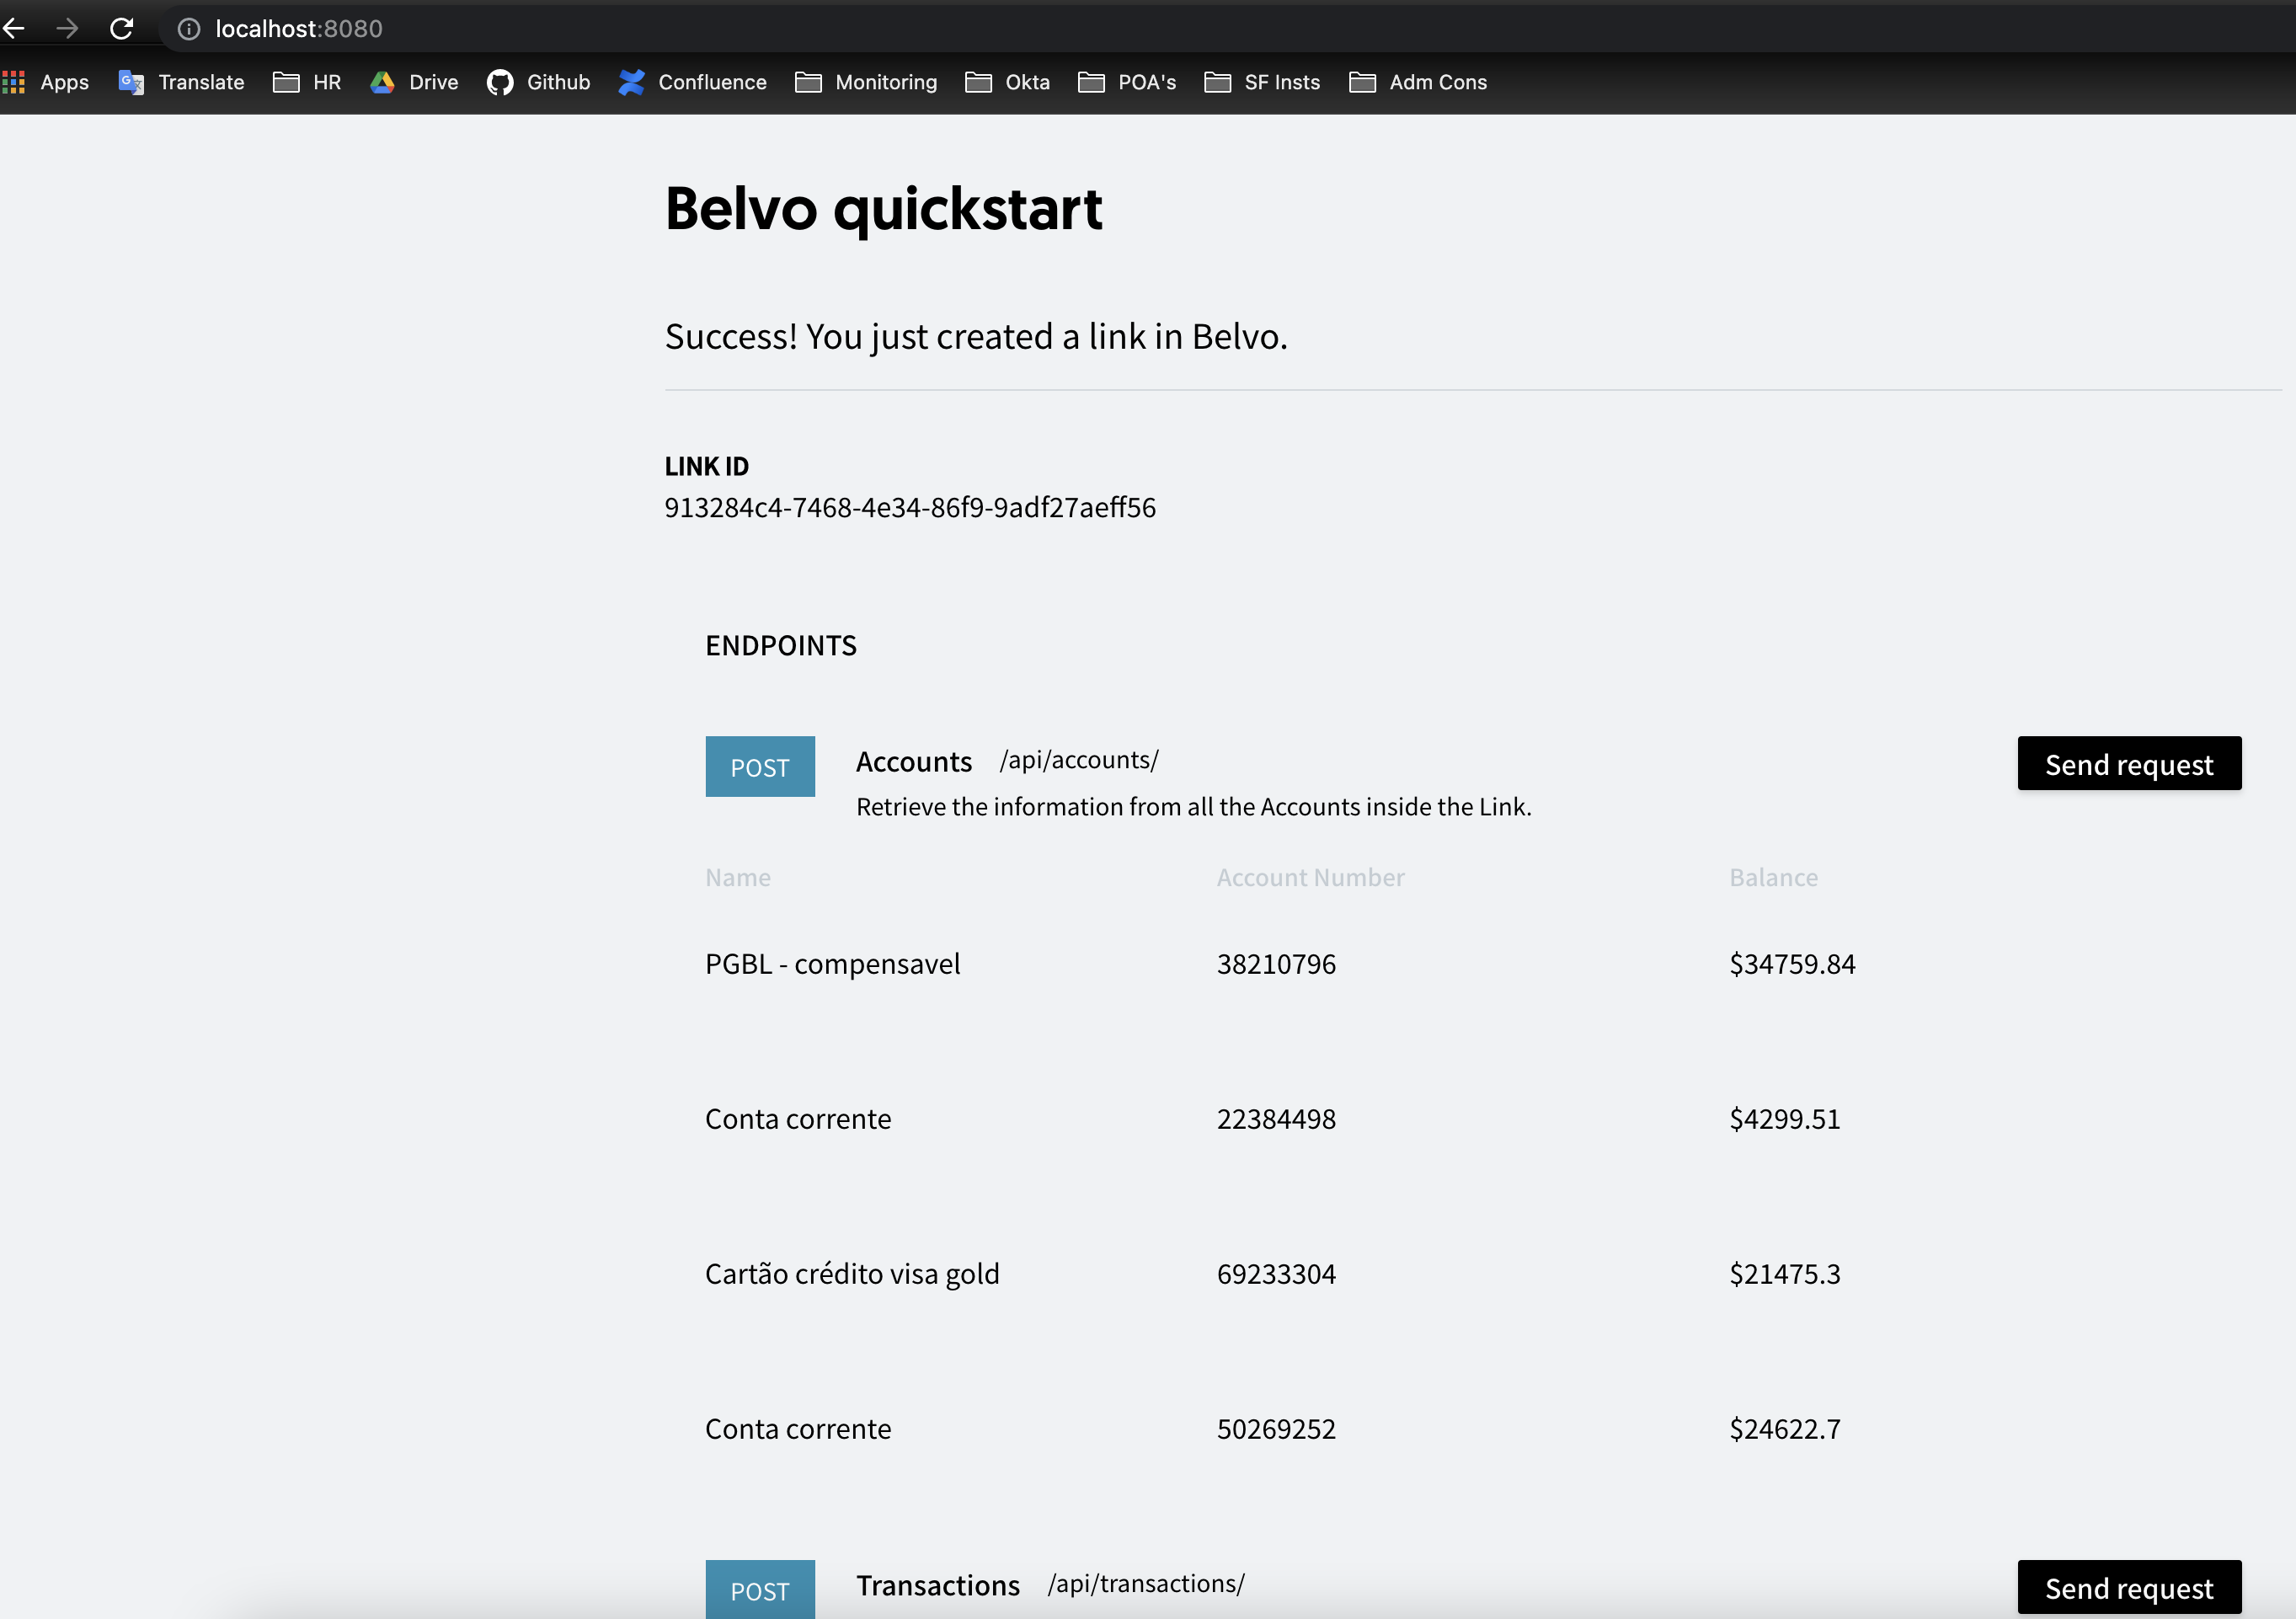 localhost:8080
Apps Translate HR Drive Github Confluence Monitoring Okta POA's SF Insts Adm Cons
Belvo quickstart
Success! You just created a link in Belvo.
LINK ID
913284c4-7468-4e34-86f9-9adf27aeff56
ENDPOINTS
POST Accounts /api/accounts/ Send request
Retrieve the information from all the Accounts inside the Link.
Name Account Number Balance
PGBL - compensavel 38210796 $34759.84
Conta corrente 22384498 $4299.51
Cartão crédito visa gold 69233304 $21475.3
Conta corrente 50269252 $24622.7
POST Transactions /api/transactions/ Send request